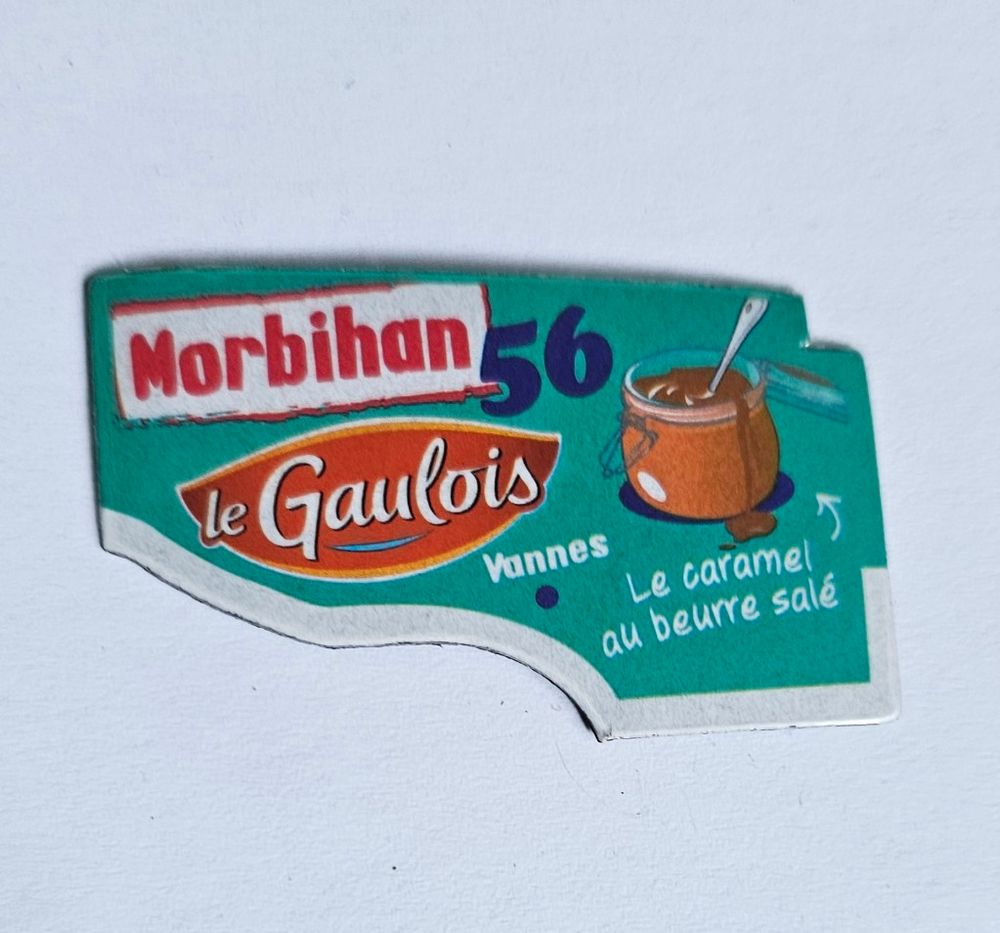 Morbihan 56
le Gaulois
Vannes
Le caramel
au beurre salé